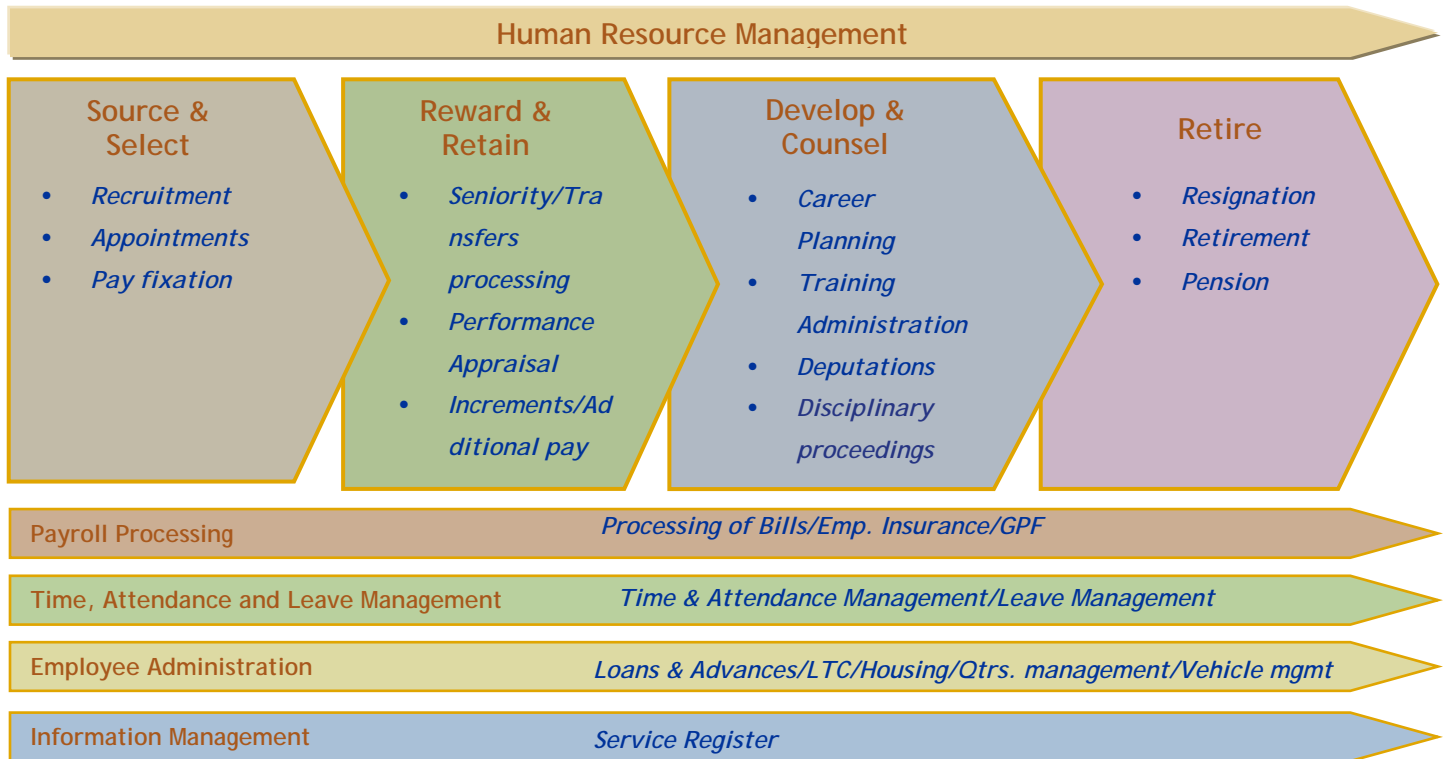 Human Resource Management
Source &
Select
• Recruitment
• Appointments
• Pay fixation
Reward &
Retain
• Seniority/Tra
nsfers
processing
• Performance
Appraisal
• Increments/Ad
ditional pay
Develop &
Counsel
• Career
Planning
• Training
Administration
• Deputations
• Disciplinary
proceedings
Retire
• Resignation
• Retirement
• Pension
Payroll Processing Processing of Bills/Emp. Insurance/GPF
Time, Attendance and Leave Management Time & Attendance Management/Leave Management
Employee Administration Loans & Advances/LTC/Housing/Qtrs. management/Vehicle mgmt
Information Management Service Register